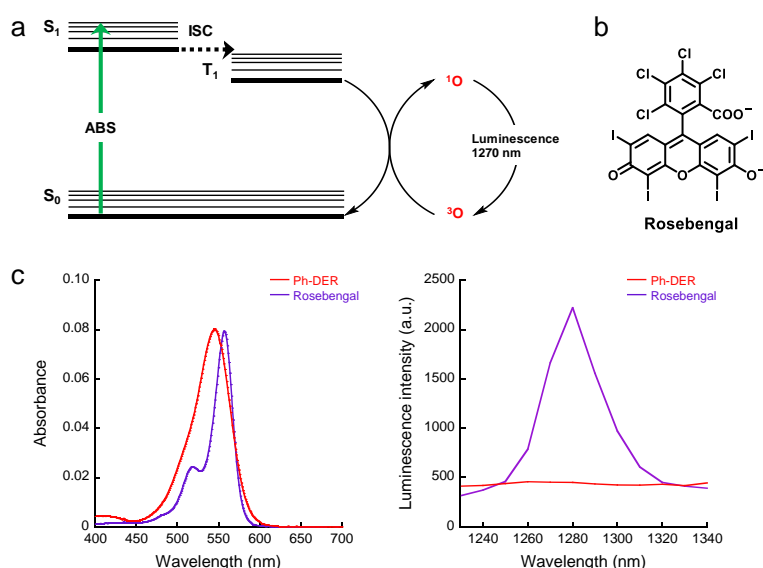 a
S1
ISC
T1
ABS
S0
1O
Luminescence
1270 nm
3O
b
Cl
Cl
Cl
Cl
COO−
I
I
O
O
O−
I
I
Rosebengal
c
Ph-DER
Rosebengal
Absorbance
0.10
0.08
0.06
0.04
0.02
0
400
450
500
550
600
650
700
Wavelength (nm)
Ph-DER
Rosebengal
Luminescence intensity (a.u.)
2500
2000
1500
1000
500
0
1240
1260
1280
1300
1320
1340
Wavelength (nm)